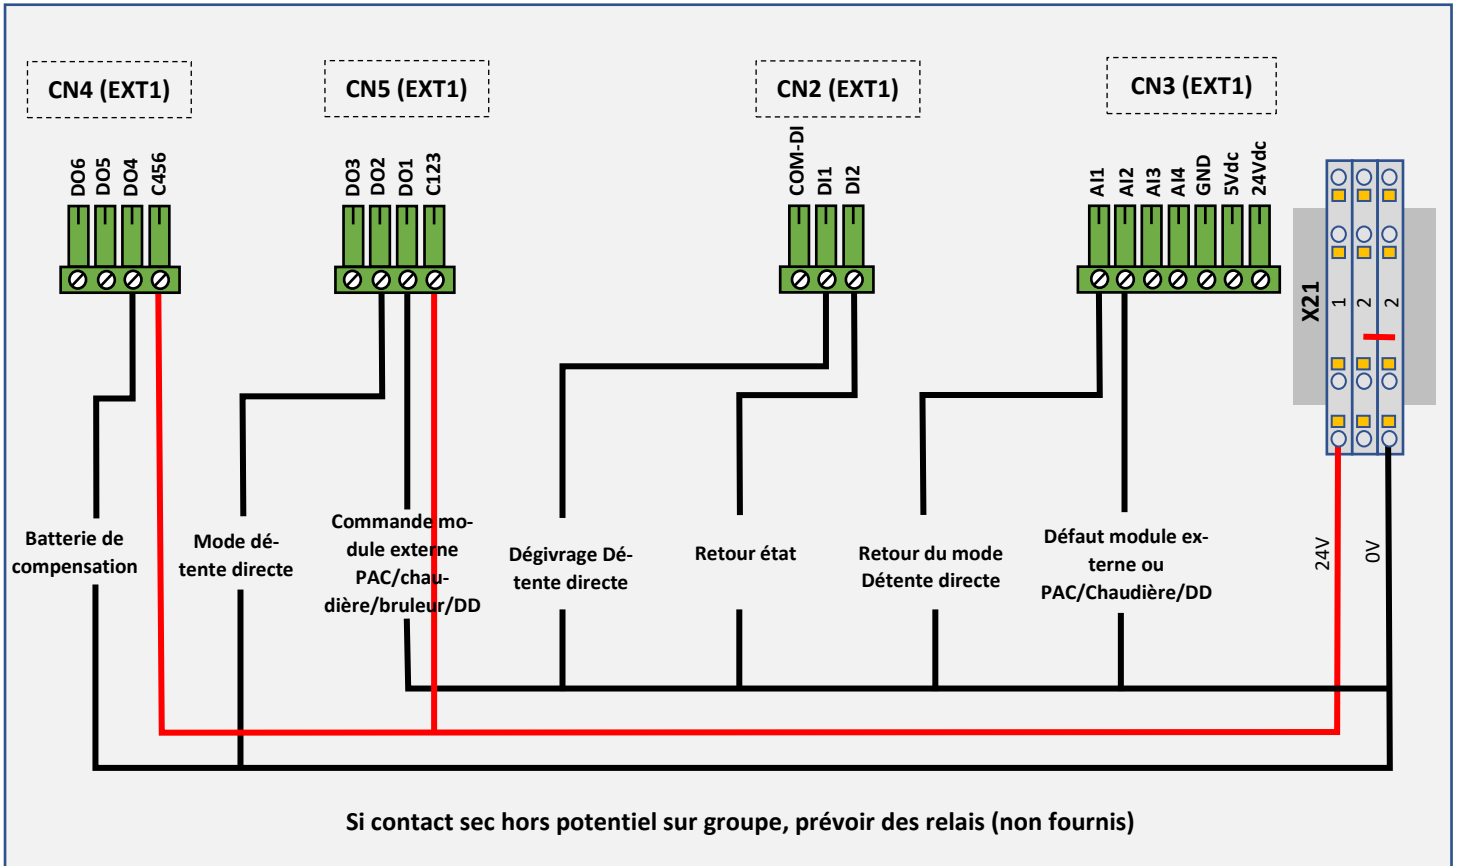 CN4 (EXT1)
CN5 (EXT1)
CN2 (EXT1)
CN3 (EXT1)
DO6
DO5
DO4
C456
DO3
DO2
DO1
C123
COM-DI
DI1
DI2
AI1
AI2
AI3
AI4
GND
5Vdc
24Vdc
X21
1
2
2
Batterie de
compensation
Mode dé-
tente directe
Commande mo-
dule externe
PAC/chau-
dière/bruleur/DD
Dégivrage Dé-
tente directe
Retour état
Retour du mode
Détente directe
Défaut module ex-
terne ou
PAC/Chaudière/DD
24V
0V
Si contact sec hors potentiel sur groupe, prévoir des relais (non fournis)